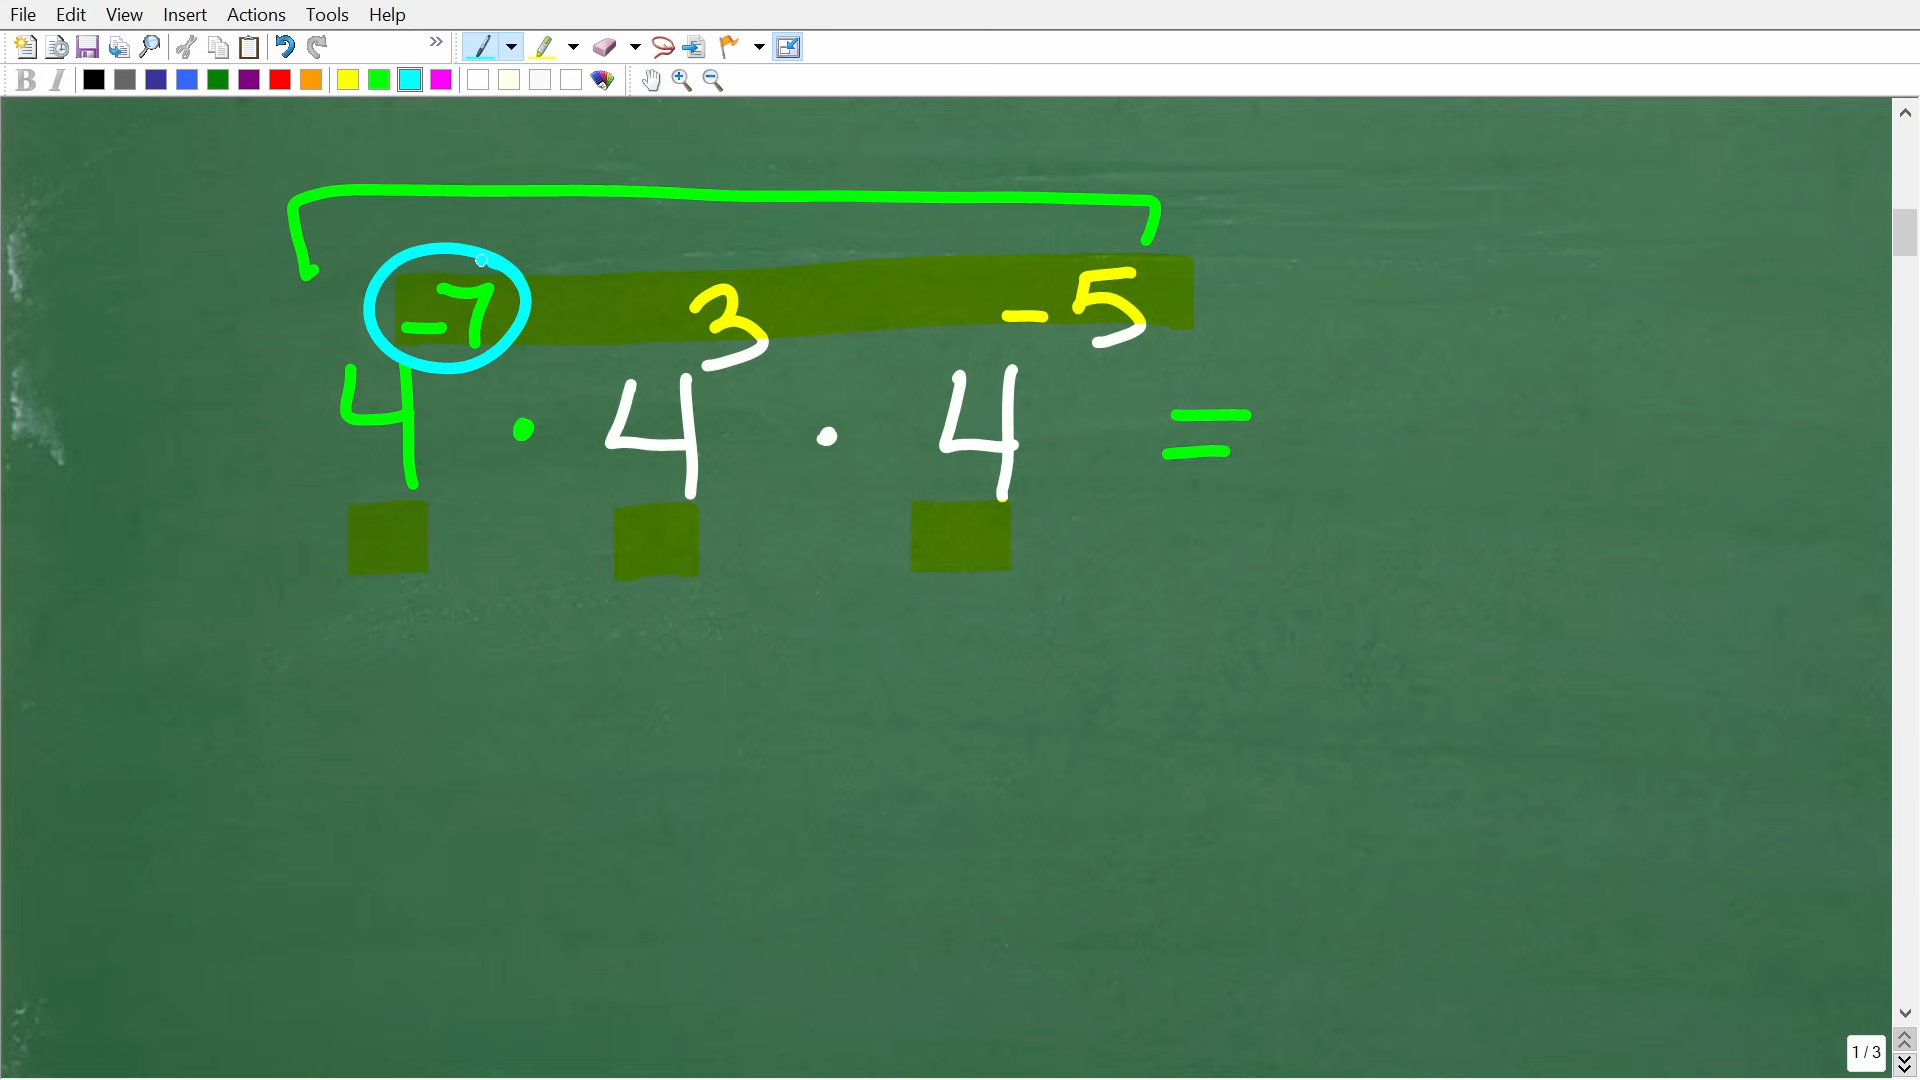 File Edit View Insert Actions Tools Help
B I
-7 3 -5
4 · 4 · 4 =
1 / 3